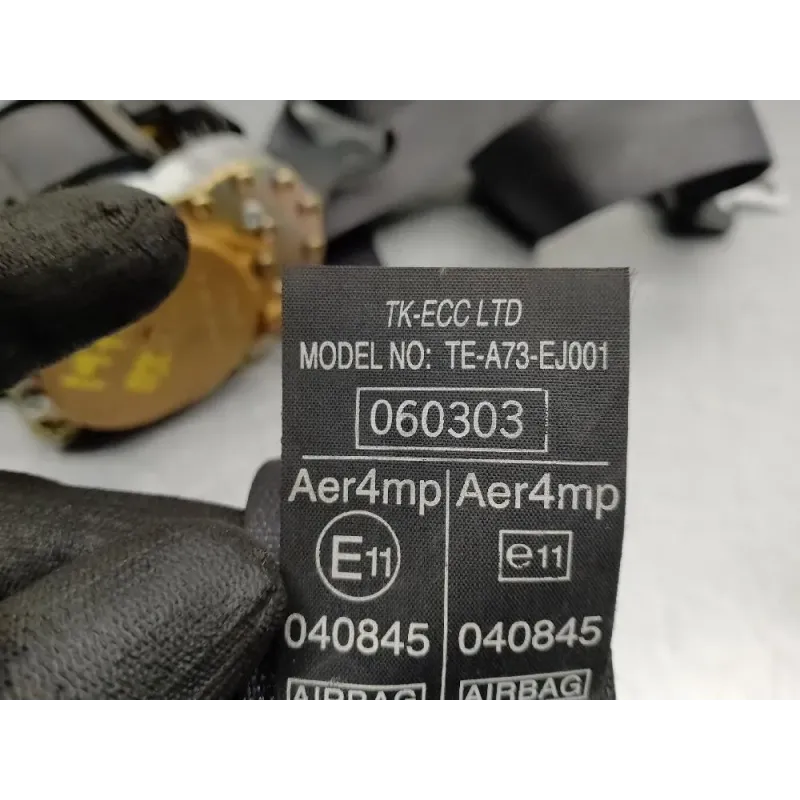 TK-ECC LTD
MODEL NO: TE-A73-EJ001
060303
Aer4mp Aer4mp
E11 e11
040845 040845
AIRBAG AIRBAG